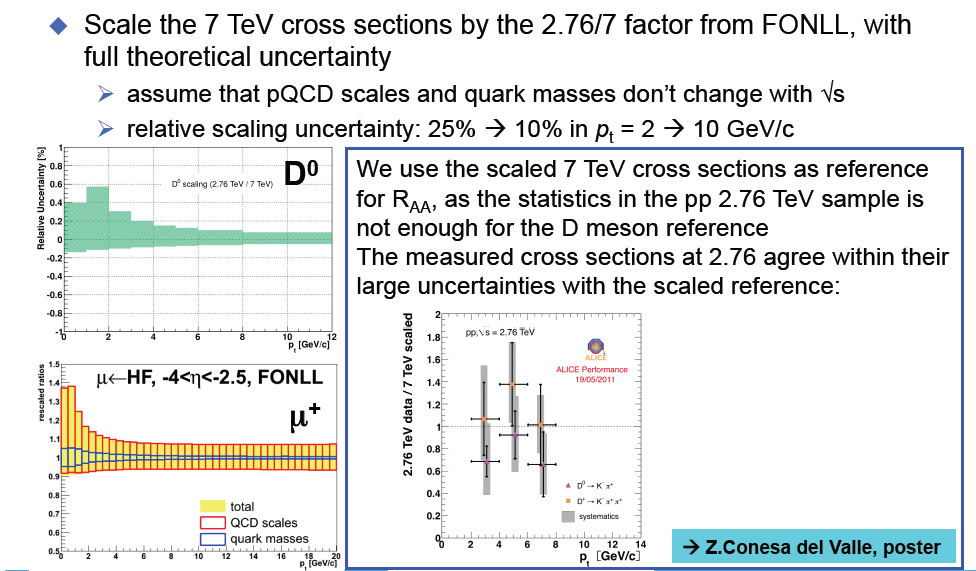 Scale the 7 TeV cross sections by the 2.76/7 factor from FONLL, with
full theoretical uncertainty
assume that pQCD scales and quark masses don't change with √s
relative scaling uncertainty: 25% → 10% in pt = 2 → 10 GeV/c
Relative Uncertainty [%]
D⁰ scaling (2.76 TeV / 7 TeV)
D⁰
1
0.8
0.6
0.4
0.2
0
-0.2
-0.4
-0.6
-0.8
-1
0 2 4 6 8 10 12
pt [GeV/c]
rescaled ratios
μ←HF, -4<η<-2.5, FONLL
μ⁺
1.5
1.4
1.3
1.2
1.1
1
0.9
0.8
0.7
0.6
0.5
total
QCD scales
quark masses
0 2 4 6 8 10 12 14 16 18 20
pt [GeV/c]
We use the scaled 7 TeV cross sections as reference
for RAA, as the statistics in the pp 2.76 TeV sample is
not enough for the D meson reference
The measured cross sections at 2.76 agree within their
large uncertainties with the scaled reference:
2.76 TeV data / 7 TeV scaled
pp,√s = 2.76 TeV
ALICE
ALICE Performance
19/05/2011
2
1.8
1.6
1.4
1.2
1
0.8
0.6
0.4
0.2
D⁰ → K⁻ π⁺
D⁺ → K⁻ π⁺ π⁺
systematics
0 2 4 6 8 10 12 14
pt [GeV/c]
→ Z.Conesa del Valle, poster